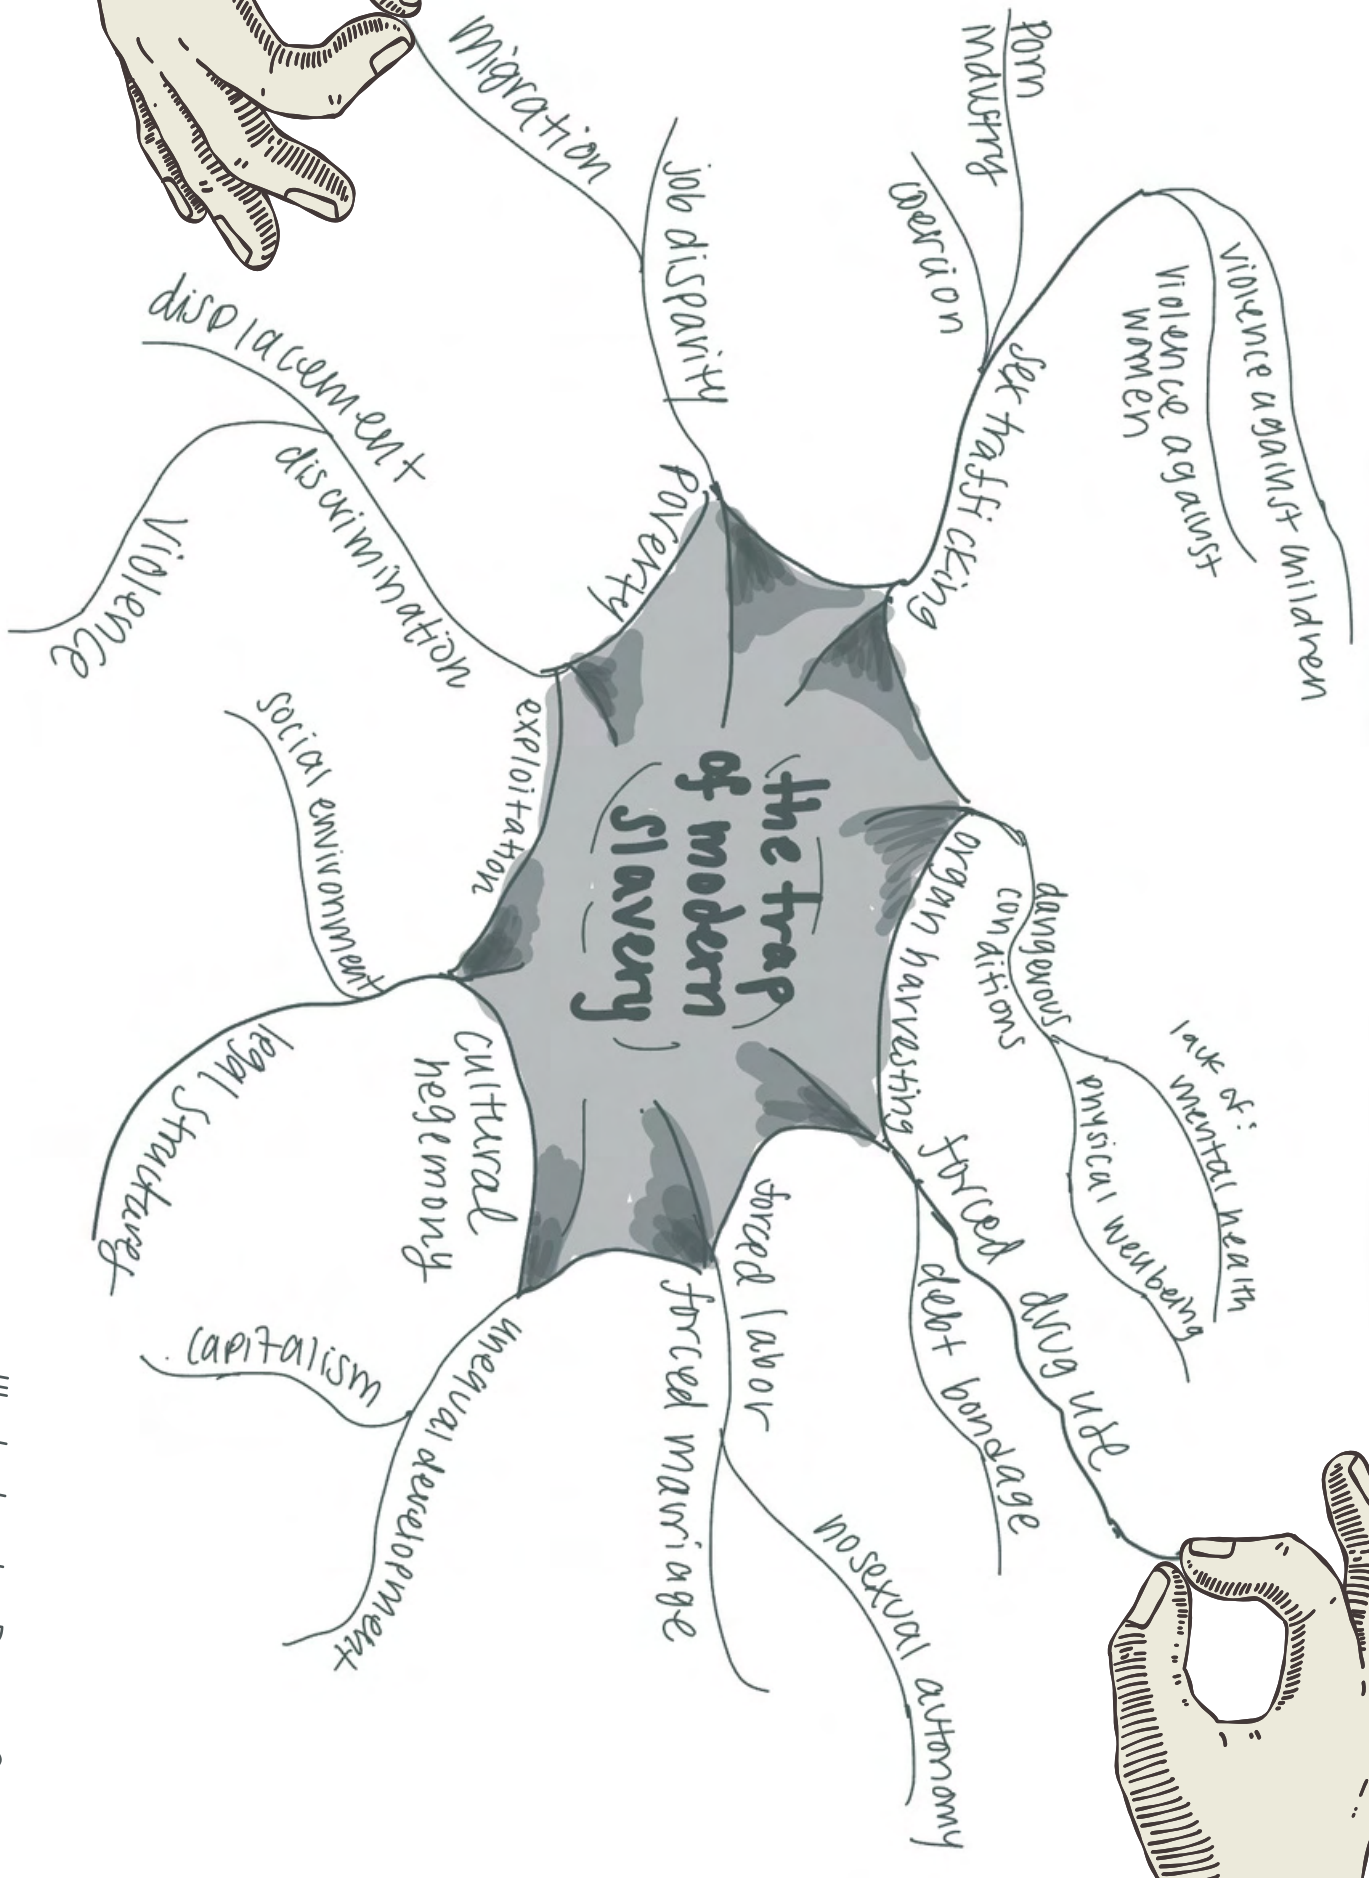 the trap
of modern
slavery
violence against children
violence against
women
porn
industry
coercion
sex trafficking
job disparity
migration
poverty
displacement
discrimination
violence
exploitation
social environment
legal structures
cultural
hegemony
capitalism
unequal development
forced marriage
forced labor
no sexual autonomy
debt bondage
forced drug use
organ harvesting
dangerous
conditions
lack of:
mental health
physical wellbeing